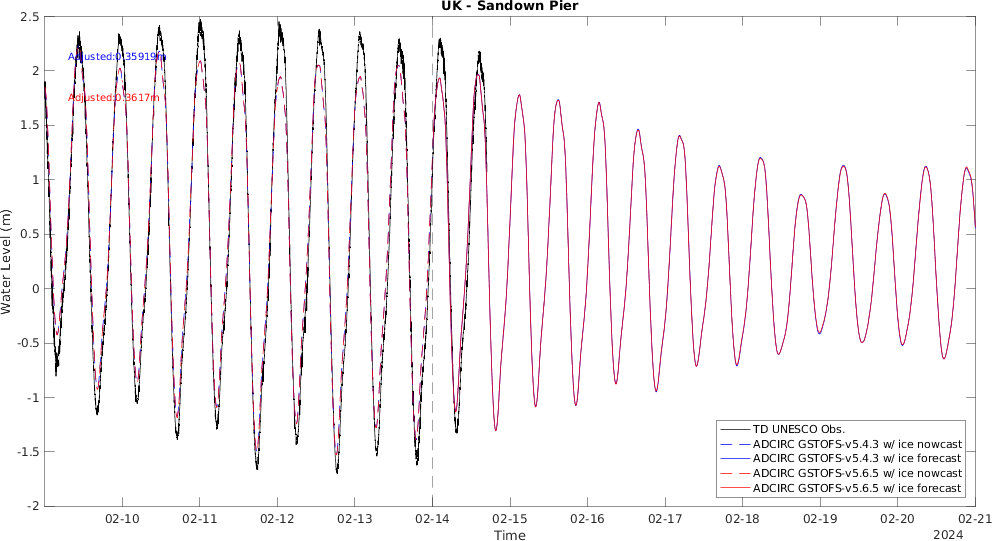 UK - Sandown Pier
2.5
2
1.5
1
0.5
0
-0.5
-1
-1.5
-2
Water Level (m)
Adjusted:0.35919m
Adjusted:0.3617m
TD UNESCO Obs.
ADCIRC GSTOFS-v5.4.3 w/ ice nowcast
ADCIRC GSTOFS-v5.4.3 w/ ice forecast
ADCIRC GSTOFS-v5.6.5 w/ ice nowcast
ADCIRC GSTOFS-v5.6.5 w/ ice forecast
02-10 02-11 02-12 02-13 02-14 02-15 02-16 02-17 02-18 02-19 02-20 02-21
Time
2024